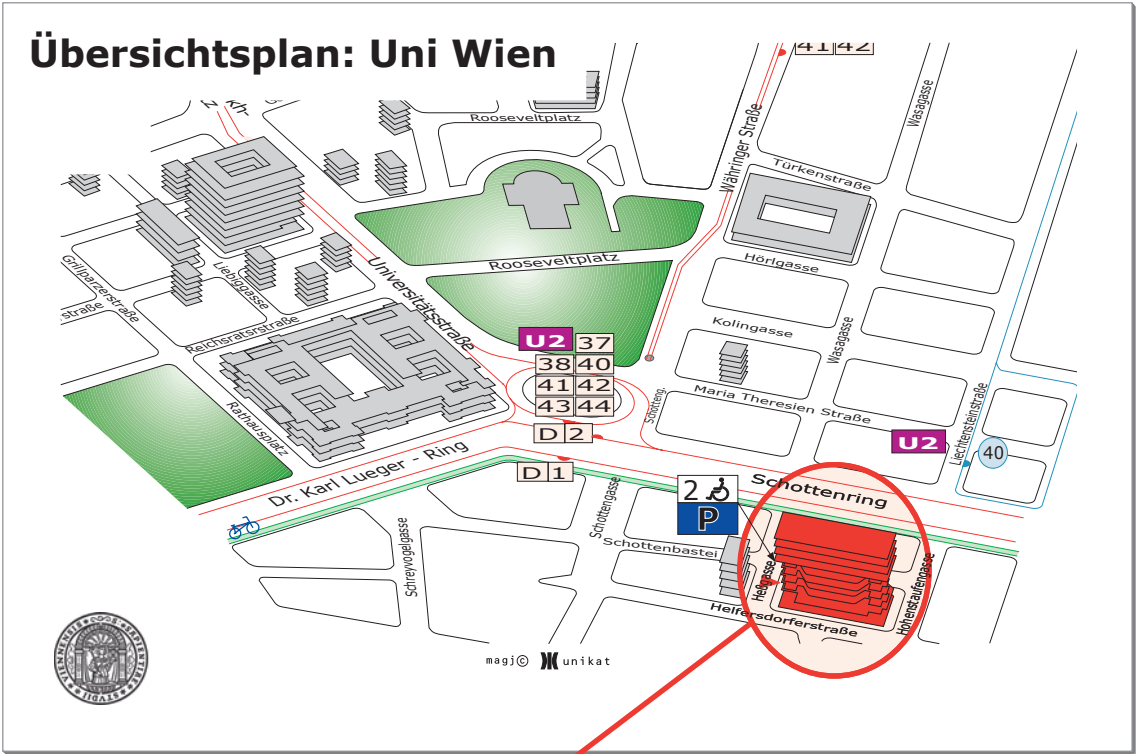 Übersichtsplan: Uni Wien
41 42
Wasagasse
Rooseveltplatz
Währinger Straße
Türkenstraße
Universitätsstraße
Rooseveltplatz
Hörlgasse
Grillparzerstraße
Liebiggasse
straße
Reichsratsstraße
Kolingasse
Wasagasse
U2 37
38 40
41 42
43 44
Schotteng.
Maria Theresien Straße
Rathausplatz
D 2
U2
Liechtensteinstraße
40
Dr. Karl Lueger - Ring
D 1
Schottenring
2
P
Schottengasse
Schottenbastei
Schreyvogelgasse
Heßgasse
Hohenstaufengasse
Helfersdorferstraße
magj© unikat